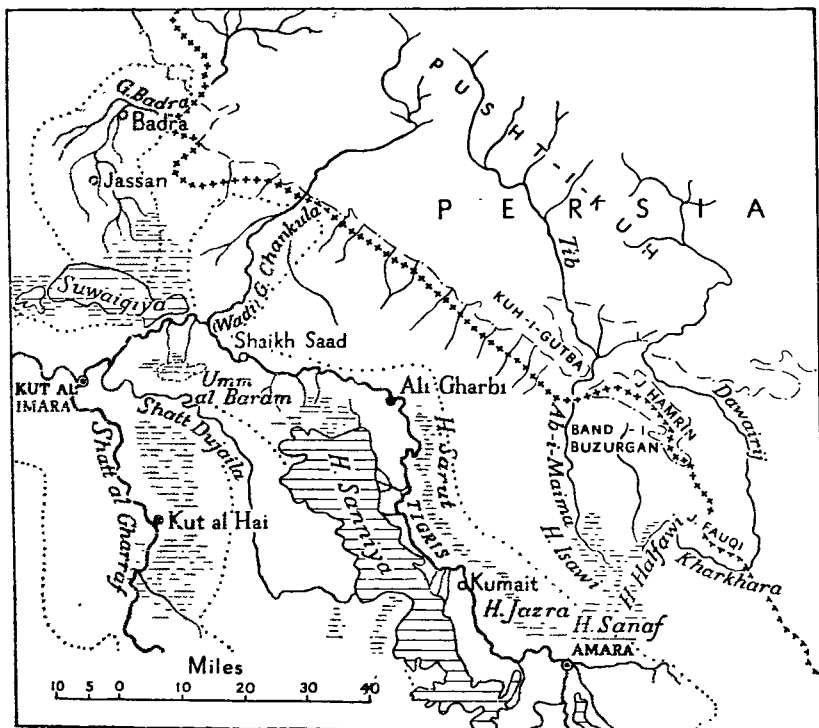 PUSHT-I-KUH
G. Badra
Badra
Jassan
PERSIA
(Wadi) G. Chankula
Tib
Suwaiqiya
KUH-I-GUTBA
Shaikh Saad
KUT AL
IMARA
Umm
al Baram
Ali Gharbi
J. HAMRIN
Dawairij
Shatt Dujaila
H. Sarut
Ab-i-Maima
BAND-I-
BUZURGAN
Shatt al Gharraf
H. Sanniya
Kut al Hai
TIGRIS
J. FAUQI
H. Isawi
H. Halfawi
Kharkhara
Kumait
H. Jazra
H. Sanaf
AMARA
Miles
10 5 0 10 20 30 40